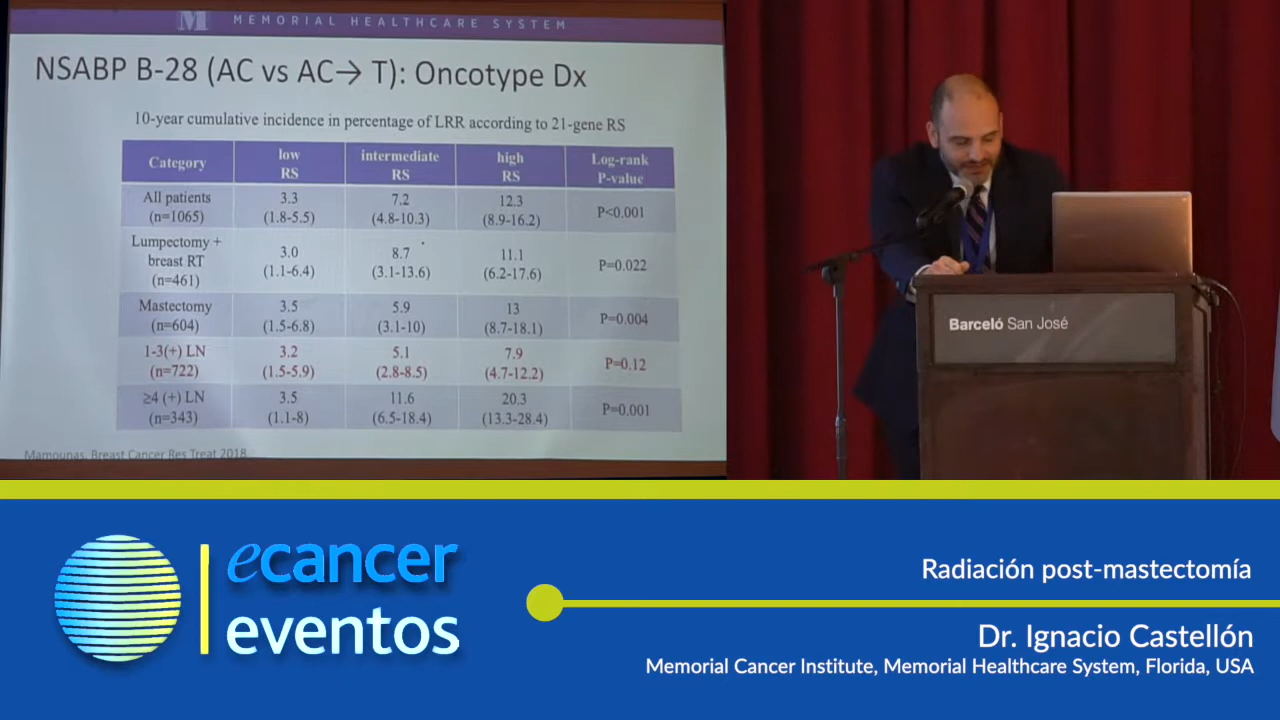 M MEMORIAL HEALTHCARE SYSTEM
NSABP B-28 (AC vs AC→ T): Oncotype Dx
10-year cumulative incidence in percentage of LRR according to 21-gene RS
Category low RS intermediate RS high RS Log-rank P-value
All patients (n=1065) 3.3 (1.8-5.5) 7.2 (4.8-10.3) 12.3 (8.9-16.2) P<0.001
Lumpectomy + breast RT (n=461) 3.0 (1.1-6.4) 8.7 (3.1-13.6) 11.1 (6.2-17.6) P=0.022
Mastectomy (n=604) 3.5 (1.5-6.8) 5.9 (3.1-10) 13 (8.7-18.1) P=0.004
1-3(+) LN (n=722) 3.2 (1.5-5.9) 5.1 (2.8-8.5) 7.9 (4.7-12.2) P=0.12
≥4 (+) LN (n=343) 3.5 (1.1-8) 11.6 (6.5-18.4) 20.3 (13.3-28.4) P=0.001
Mamounas, Breast Cancer Res Treat 2018
Barceló San José
ecancer
eventos
Radiación post-mastectomía
Dr. Ignacio Castellón
Memorial Cancer Institute, Memorial Healthcare System, Florida, USA